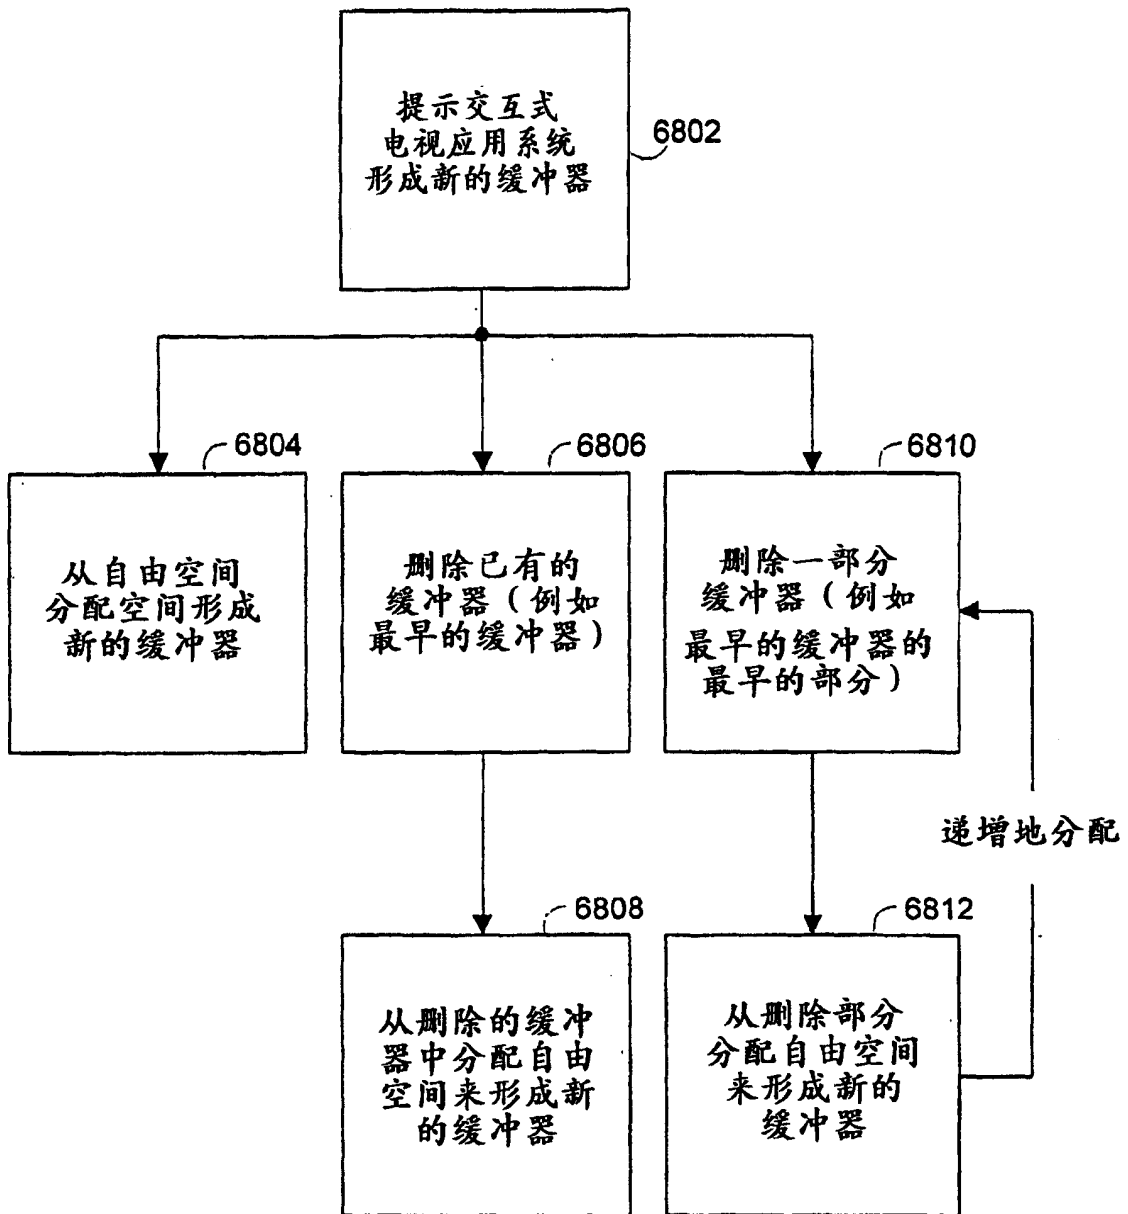 提示交互式
电视应用系统
形成新的缓冲器
6802
6804
从自由空间
分配空间形成
新的缓冲器
6806
删除已有的
缓冲器（例如
最早的缓冲器）
6810
删除一部分
缓冲器（例如
最早的缓冲器的
最早的部分）
递增地分配
6808
从删除的缓冲
器中分配自由
空间来形成新
的缓冲器
6812
从删除部分
分配自由空间
来形成新的
缓冲器